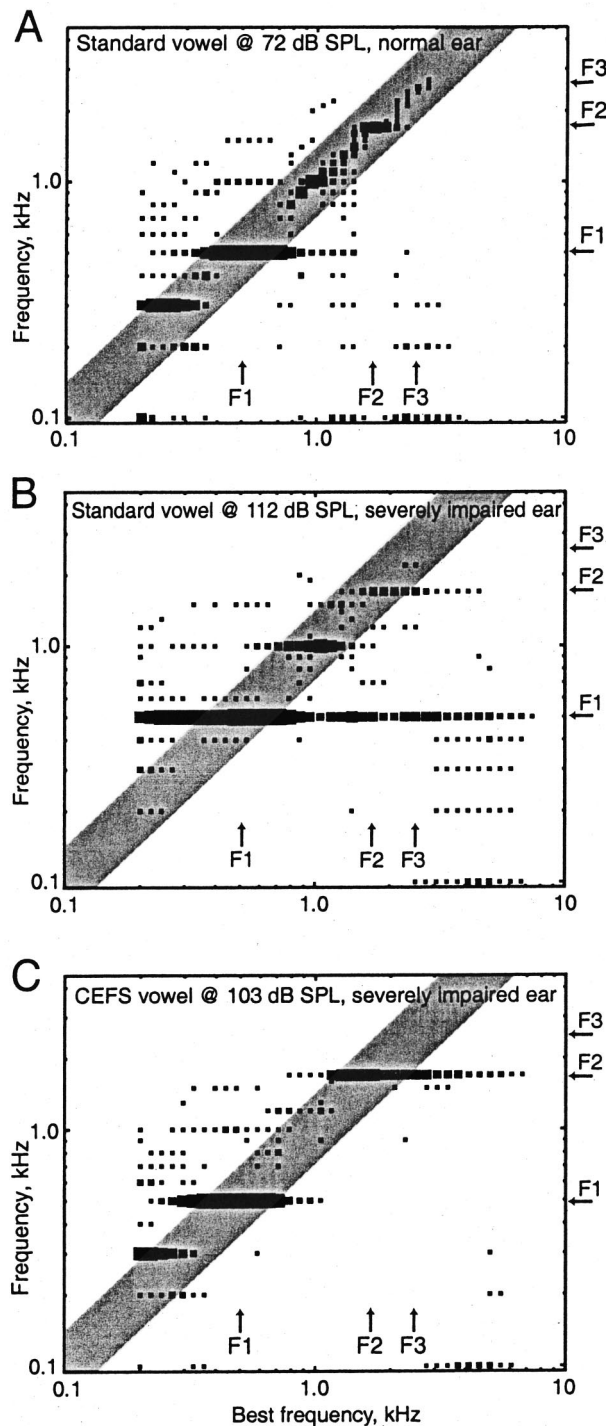 A
Standard vowel @ 72 dB SPL, normal ear
F3
F2
F1
1.0
0.1
Frequency, kHz
F1 F2 F3
0.1 1.0 10
B
Standard vowel @ 112 dB SPL; severely impaired ear
F3
F2
F1
1.0
0.1
Frequency, kHz
F1 F2 F3
0.1 1.0 10
C
CEFS vowel @ 103 dB SPL, severely impaired ear
F3
F2
F1
1.0
0.1
Frequency, kHz
F1 F2 F3
0.1 1.0 10
Best frequency, kHz